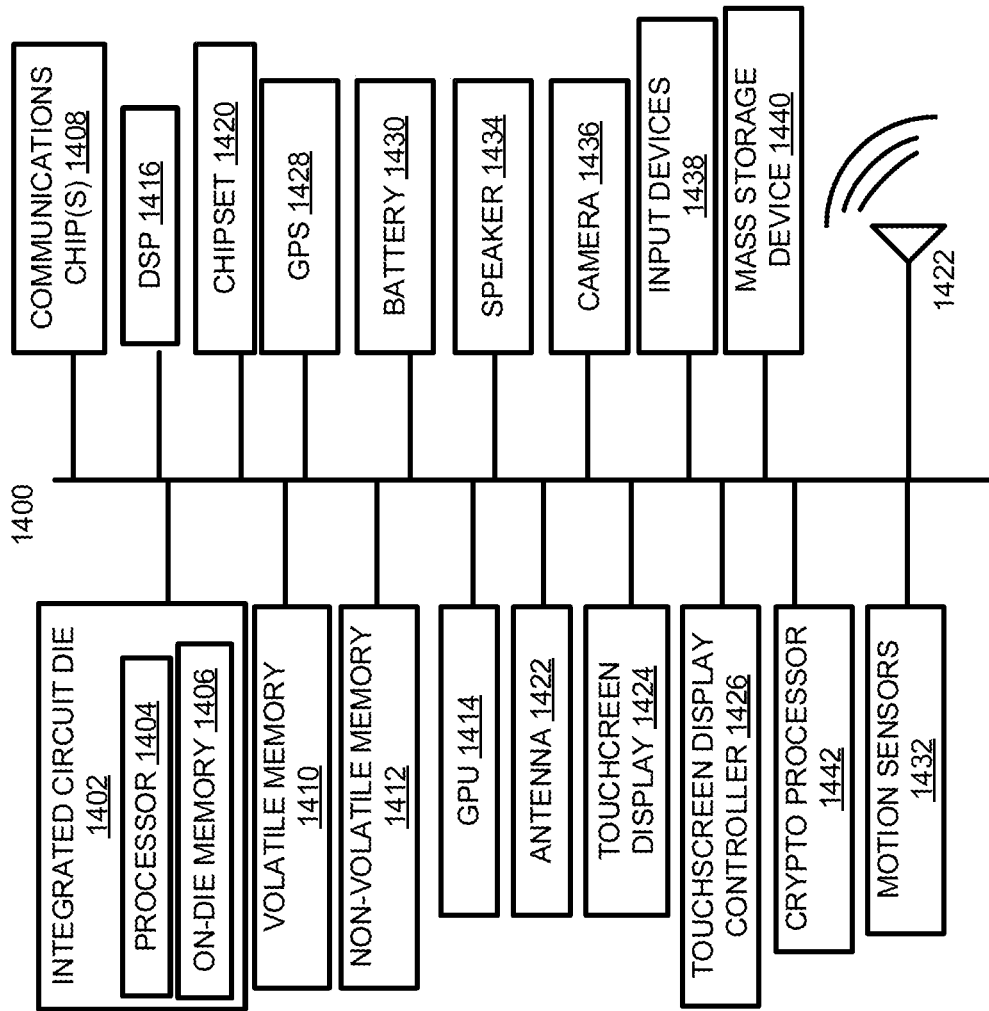 1400
INTEGRATED CIRCUIT DIE
1402
PROCESSOR 1404
ON-DIE MEMORY 1406
VOLATILE MEMORY
1410
NON-VOLATILE MEMORY
1412
GPU 1414
ANTENNA 1422
TOUCHCREEN
DISPLAY 1424
TOUCHSCREEN DISPLAY
CONTROLLER 1426
CRYPTO PROCESSOR
1442
MOTION SENSORS
1432
COMMUNICATIONS
CHIP(S) 1408
DSP 1416
CHIPSET 1420
GPS 1428
BATTERY 1430
SPEAKER 1434
CAMERA 1436
INPUT DEVICES
1438
MASS STORAGE
DEVICE 1440
1422